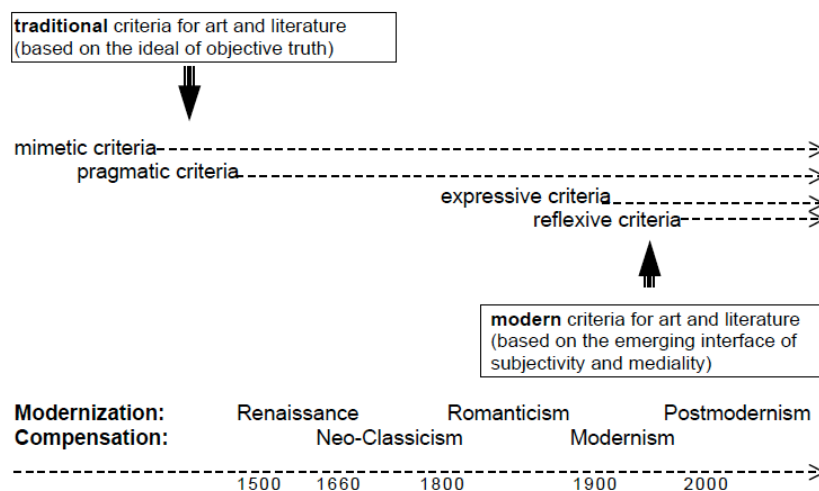 traditional criteria for art and literature
(based on the ideal of objective truth)
mimetic criteria
pragmatic criteria
expressive criteria
reflexive criteria
modern criteria for art and literature
(based on the emerging interface of
subjectivity and mediality)
Modernization: Renaissance Romanticism Postmodernism
Compensation: Neo-Classicism Modernism
1500 1660 1800 1900 2000